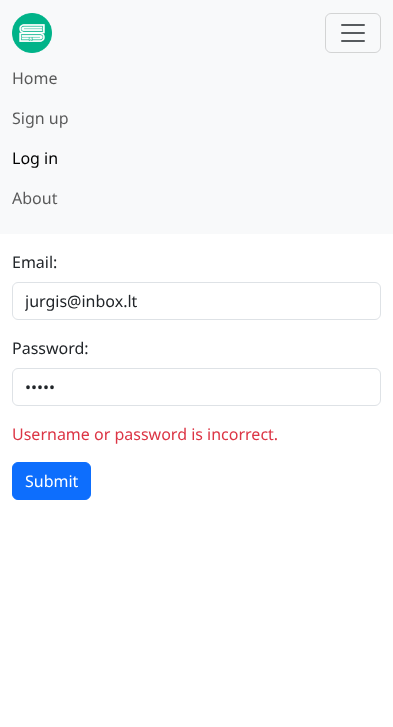 Home
Sign up
Log in
About
Email:
jurgis@inbox.lt
Password:
•••••
Username or password is incorrect.
Submit